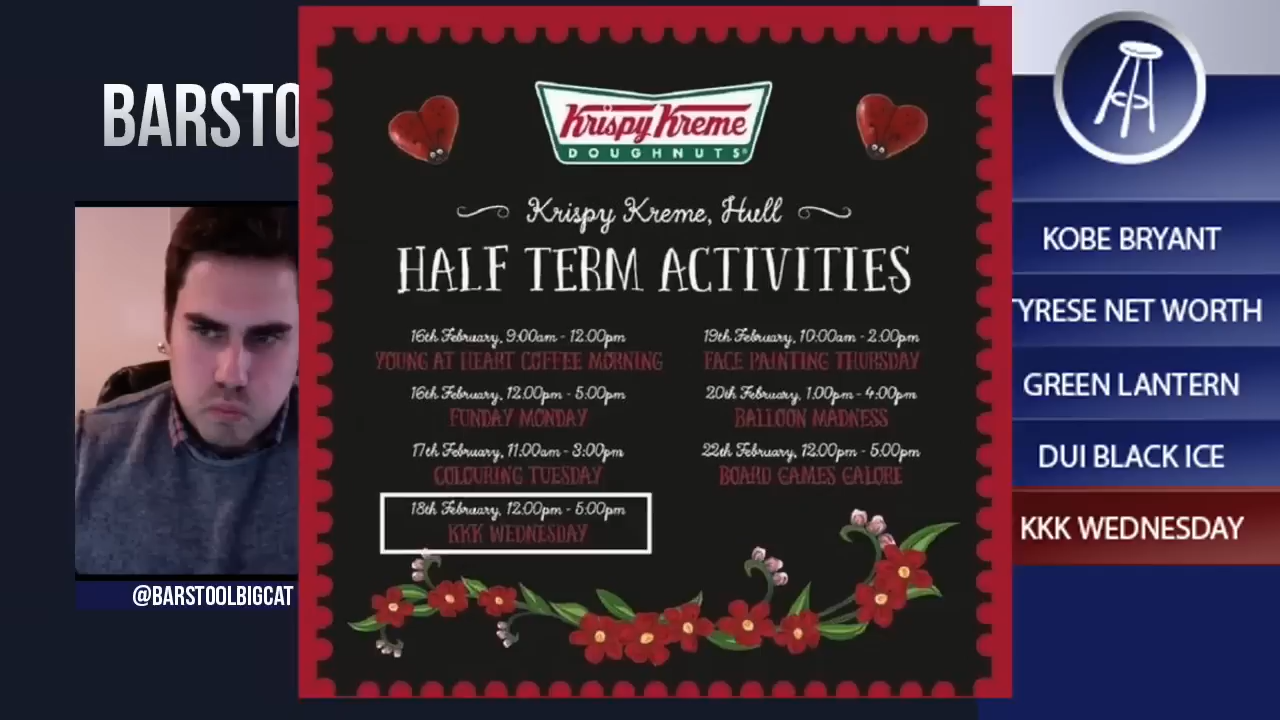 BARSTO
Krispy Kreme
DOUGHNUTS
Krispy Kreme, Hull
HALF TERM ACTIVITIES
16th February, 9:00am - 12:00pm
YOUNG AT HEART COFFEE MORNING
16th February, 12:00pm - 5:00pm
FUNDAY MONDAY
17th February, 11:00am - 3:00pm
COLOURING TUESDAY
18th February, 12:00pm - 5:00pm
KKK WEDNESDAY
19th February, 10:00am - 2:00pm
FACE PAINTING THURSDAY
20th February, 1:00pm - 4:00pm
BALLOON MADNESS
22th February, 12:00pm - 5:00pm
BOARD GAMES GALORE
@BARSTOOLBIGCAT
KOBE BRYANT
TYRESE NET WORTH
GREEN LANTERN
DUI BLACK ICE
KKK WEDNESDAY